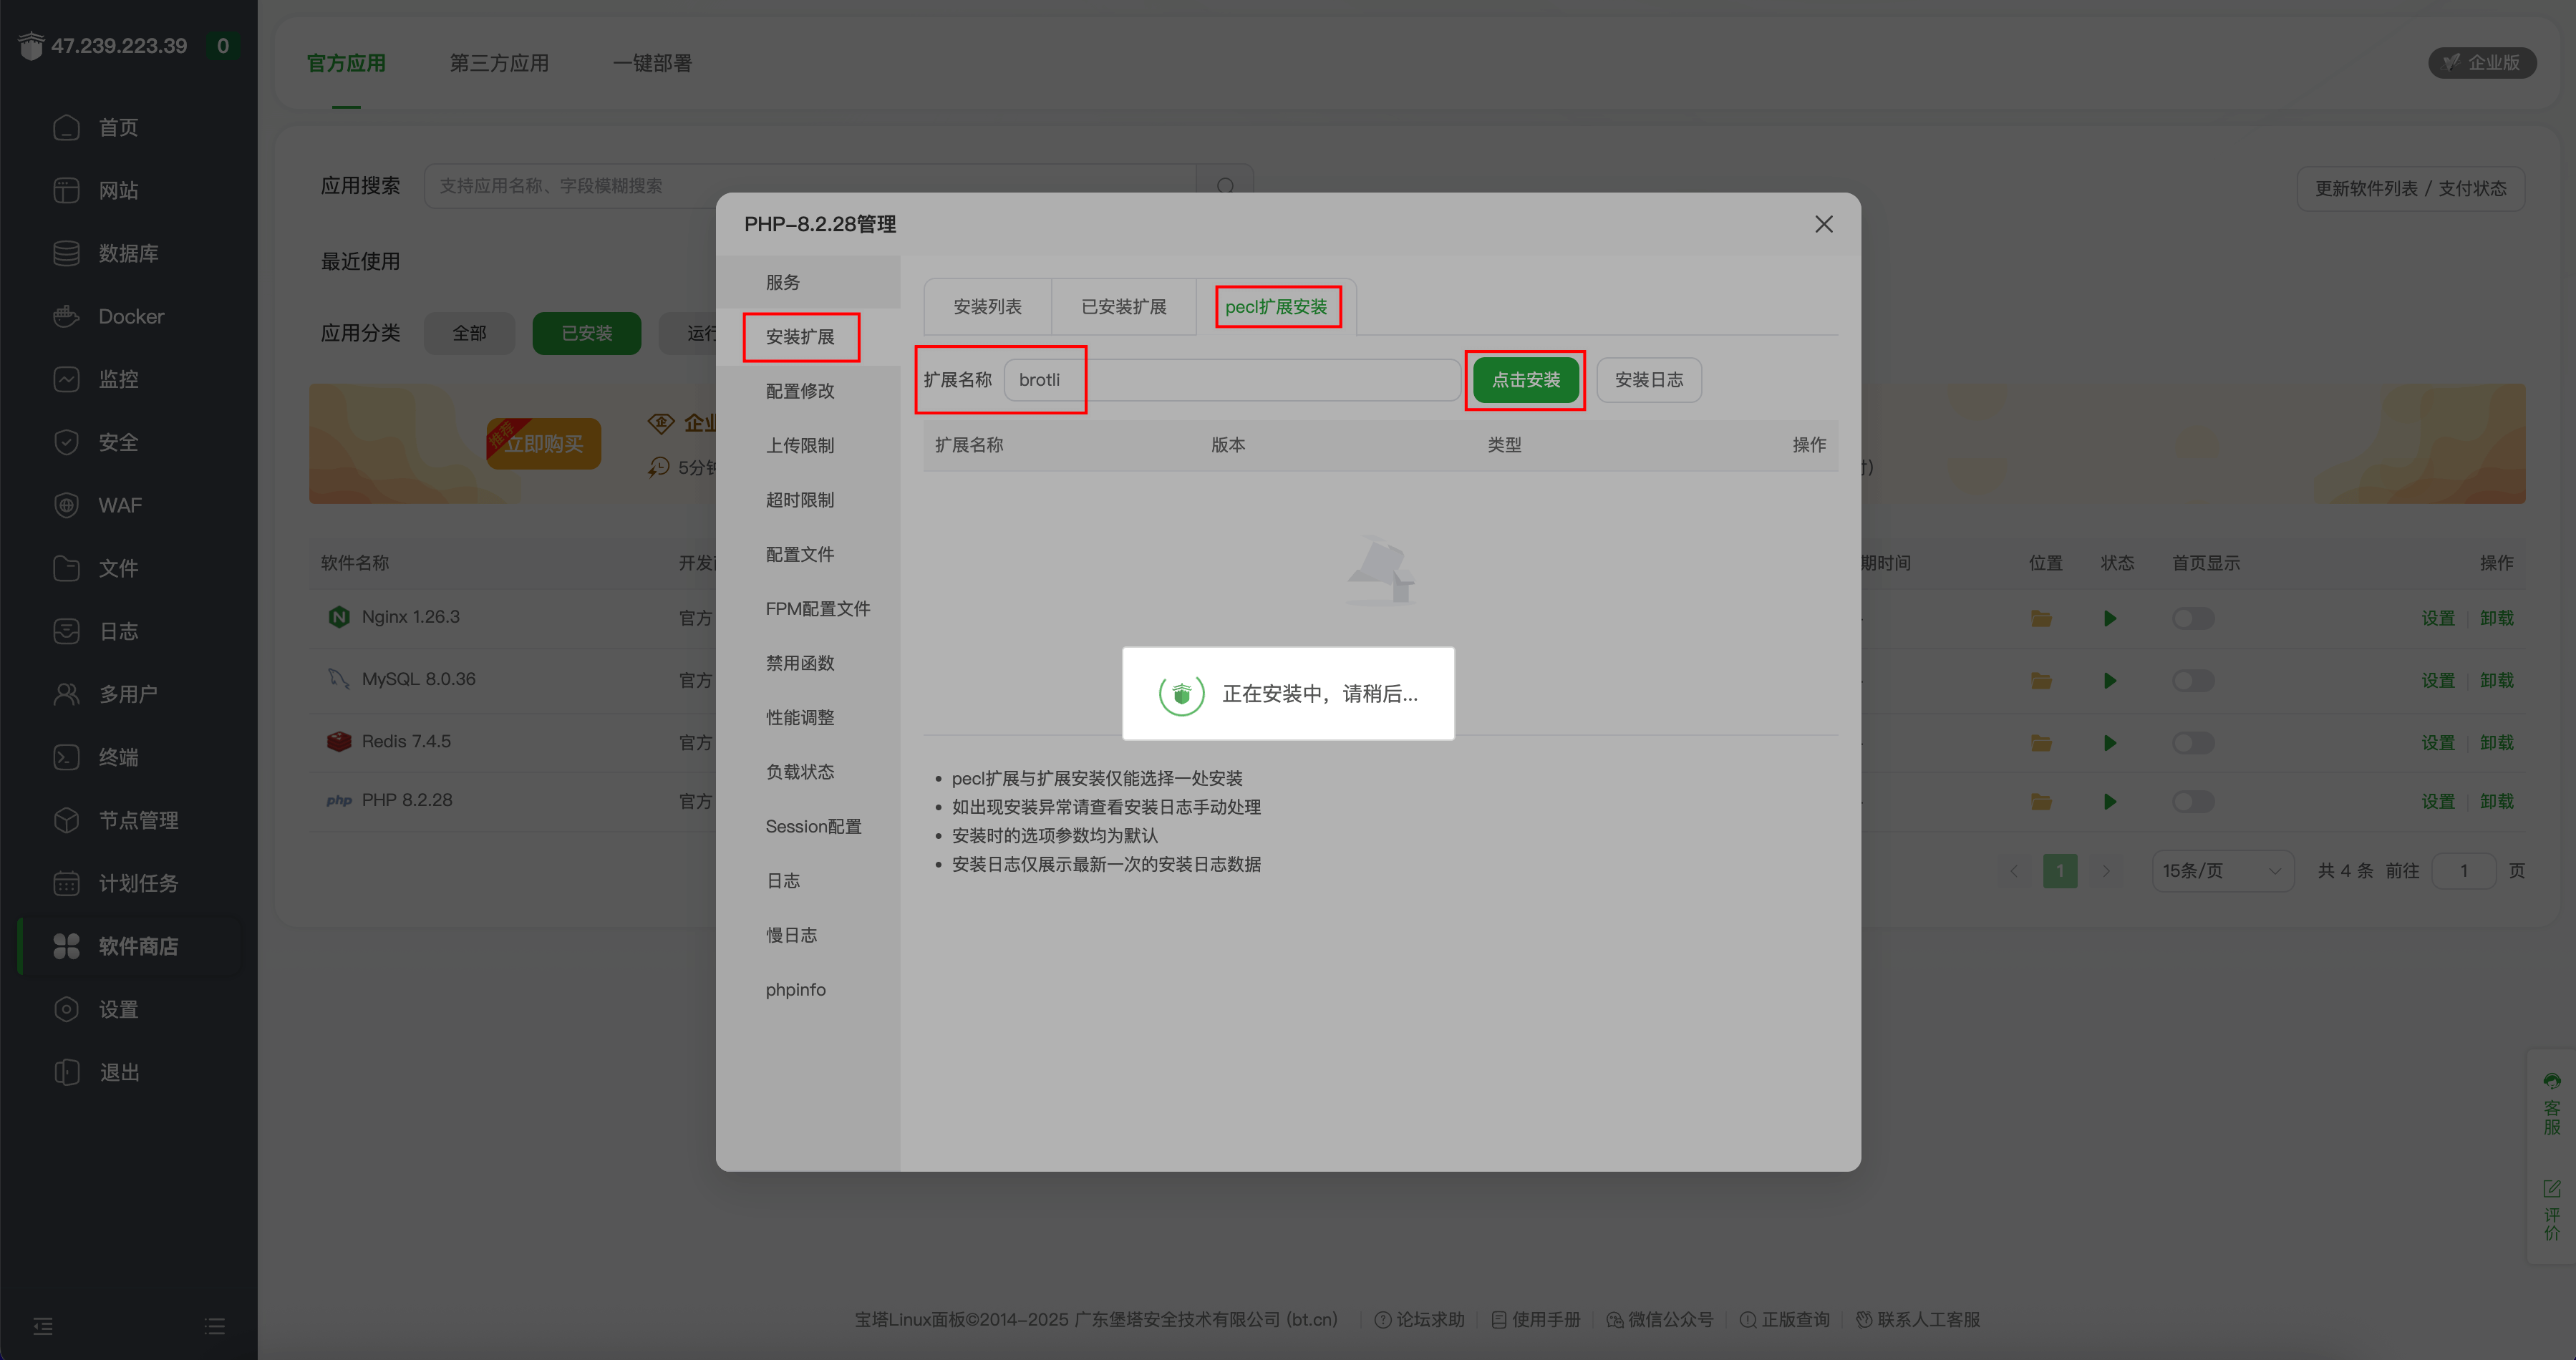 47.239.223.39 0
首页
网站
数据库
Docker
监控
安全
WAF
文件
日志
多用户
终端
节点管理
计划任务
软件商店
设置
退出
官方应用 第三方应用 一键部署
企业版
应用搜索 支持应用名称、字段模糊搜索
更新软件列表 / 支付状态
最近使用
应用分类 全部 已安装 运行
推荐
立即购买
企业
5分钟
软件名称 开发商 期时间 位置 状态 首页显示 操作
Nginx 1.26.3 官方 设置 卸载
MySQL 8.0.36 官方 设置 卸载
Redis 7.4.5 官方 设置 卸载
php PHP 8.2.28 官方 设置 卸载
1 15条/页 共 4 条 前往 1 页
PHP-8.2.28管理
服务
安装扩展
配置修改
上传限制
超时限制
配置文件
FPM配置文件
禁用函数
性能调整
负载状态
Session配置
日志
慢日志
phpinfo
安装列表 已安装扩展 pecl扩展安装
扩展名称 brotli 点击安装 安装日志
扩展名称 版本 类型 操作
正在安装中，请稍后...
pecl扩展与扩展安装仅能选择一处安装
如出现安装异常请查看安装日志手动处理
安装时的选项参数均为默认
安装日志仅展示最新一次的安装日志数据
客服
评价
宝塔Linux面板©2014-2025 广东堡塔安全技术有限公司 (bt.cn) 论坛求助 使用手册 微信公众号 正版查询 联系人工客服